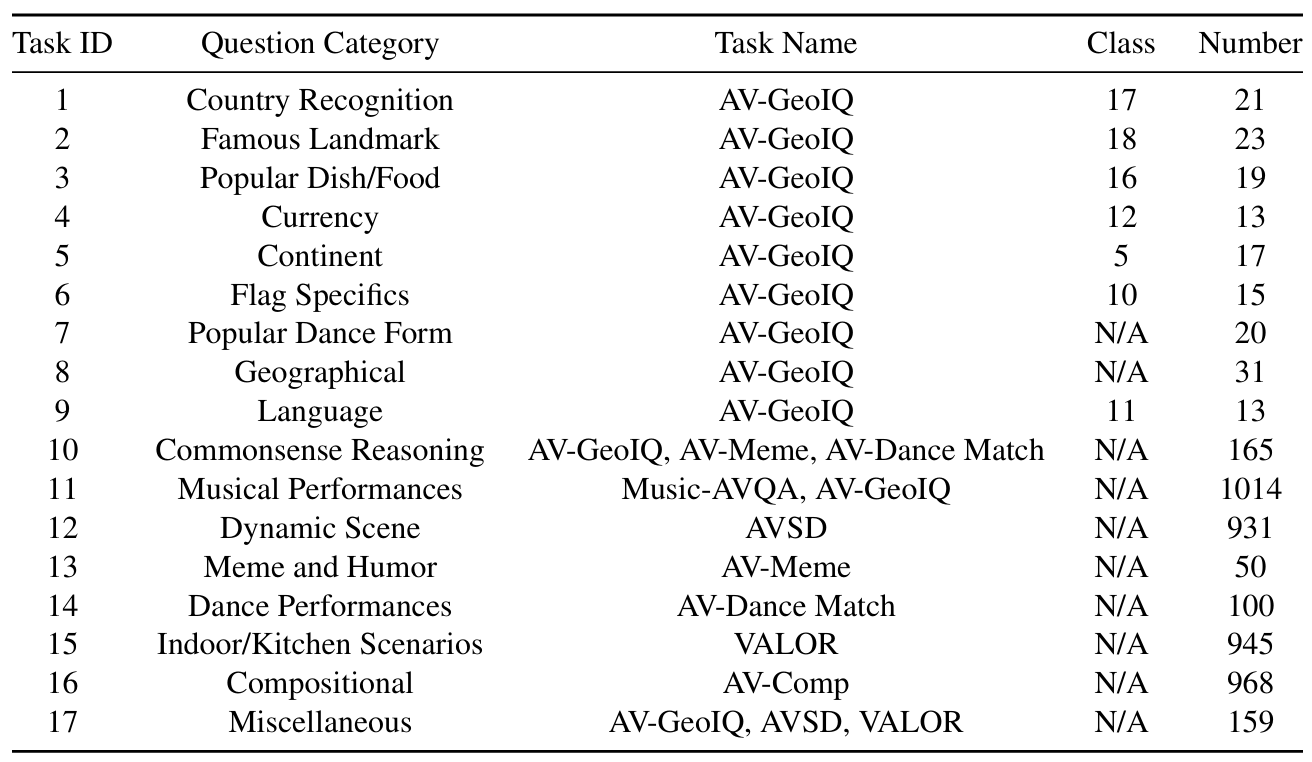 Task ID Question Category Task Name Class Number
1 Country Recognition AV-GeoIQ 17 21
2 Famous Landmark AV-GeoIQ 18 23
3 Popular Dish/Food AV-GeoIQ 16 19
4 Currency AV-GeoIQ 12 13
5 Continent AV-GeoIQ 5 17
6 Flag Specifics AV-GeoIQ 10 15
7 Popular Dance Form AV-GeoIQ N/A 20
8 Geographical AV-GeoIQ N/A 31
9 Language AV-GeoIQ 11 13
10 Commonsense Reasoning AV-GeoIQ, AV-Meme, AV-Dance Match N/A 165
11 Musical Performances Music-AVQA, AV-GeoIQ N/A 1014
12 Dynamic Scene AVSD N/A 931
13 Meme and Humor AV-Meme N/A 50
14 Dance Performances AV-Dance Match N/A 100
15 Indoor/Kitchen Scenarios VALOR N/A 945
16 Compositional AV-Comp N/A 968
17 Miscellaneous AV-GeoIQ, AVSD, VALOR N/A 159